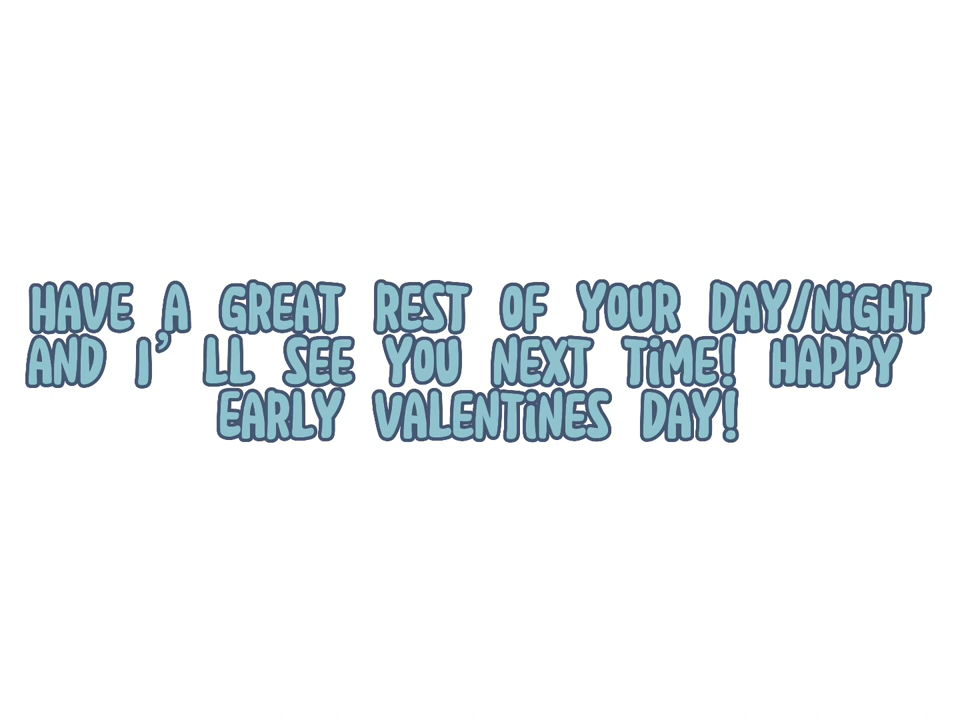 HAVE A GREAT REST OF YOUR DAY/NiGHT
AND I' LL SEE YOU NEXT TiME! HAPPY
EARLY VALENTiNES DAY!